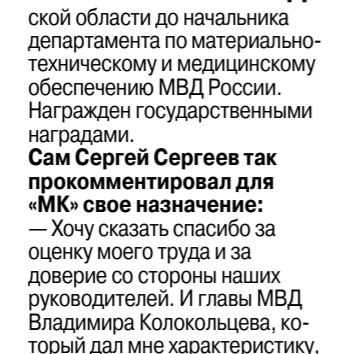 ской области до начальника
департамента по материально-
техническому и медицинскому
обеспечению МВД России.
Награжден государственными
наградами.
Сам Сергей Сергеев так
прокомментировал для
«МК» свое назначение:
— Хочу сказать спасибо за
оценку моего труда и за
доверие со стороны наших
руководителей. И главы МВД
Владимира Колокольцева, ко-
торый дал мне характеристику,